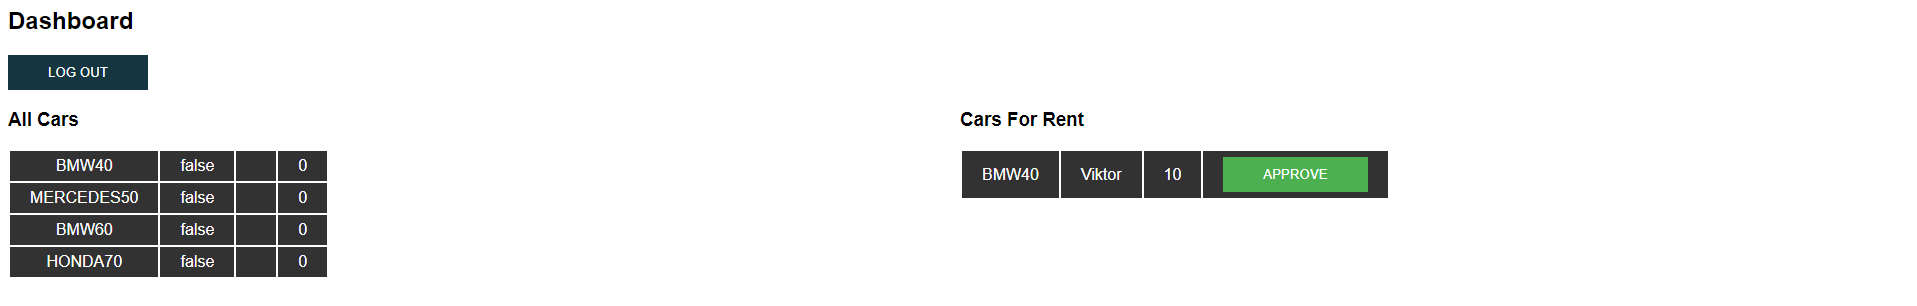 Dashboard
LOG OUT
All Cars
BMW40 false 0
MERCEDES50 false 0
BMW60 false 0
HONDA70 false 0
Cars For Rent
BMW40 Viktor 10 APPROVE